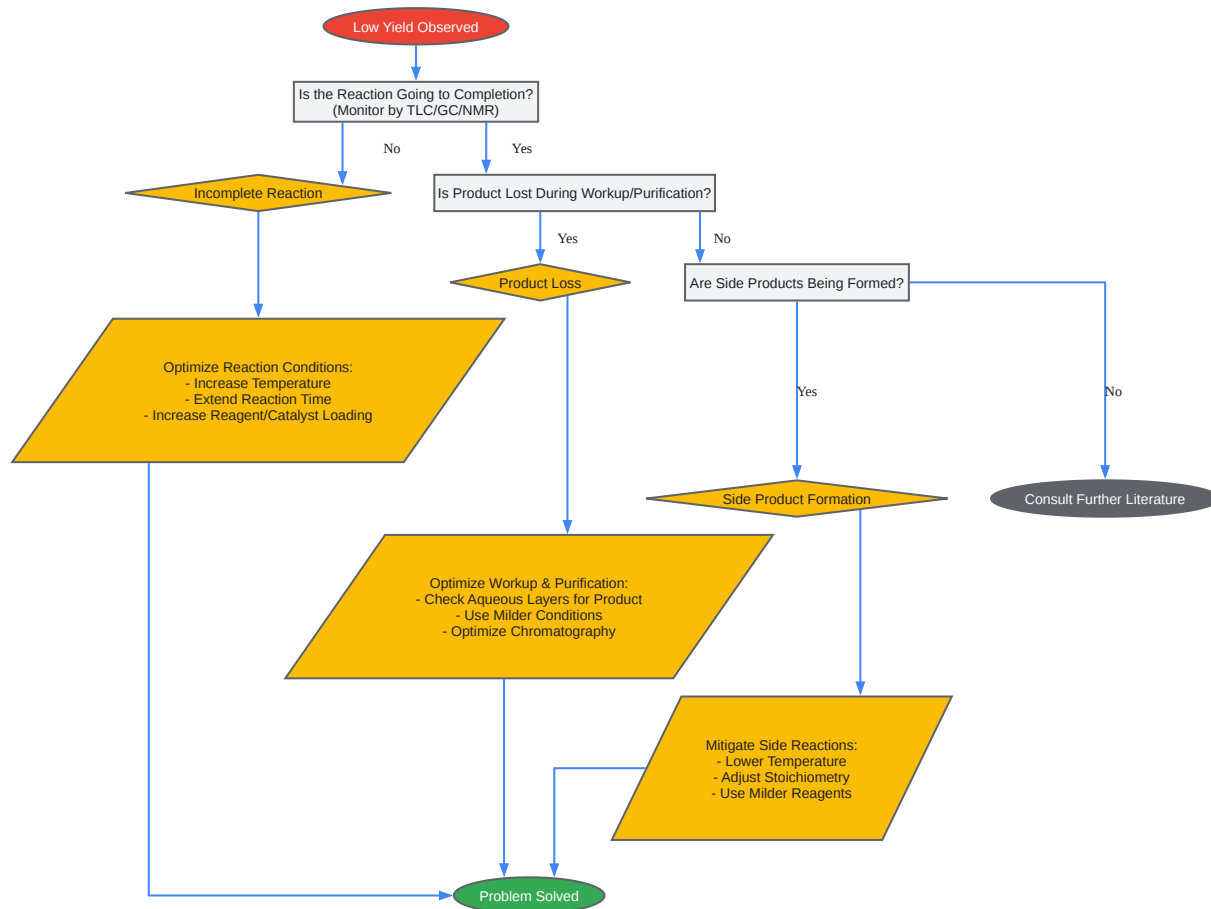 Low Yield Observed
Is the Reaction Going to Completion?
(Monitor by TLC/GC/NMR)
No
Yes
Incomplete Reaction
Is Product Lost During Workup/Purification?
Yes
No
Product Loss
Are Side Products Being Formed?
Optimize Reaction Conditions:
- Increase Temperature
- Extend Reaction Time
- Increase Reagent/Catalyst Loading
Yes
No
Side Product Formation
Consult Further Literature
Optimize Workup & Purification:
- Check Aqueous Layers for Product
- Use Milder Conditions
- Optimize Chromatography
Mitigate Side Reactions:
- Lower Temperature
- Adjust Stoichiometry
- Use Milder Reagents
Problem Solved